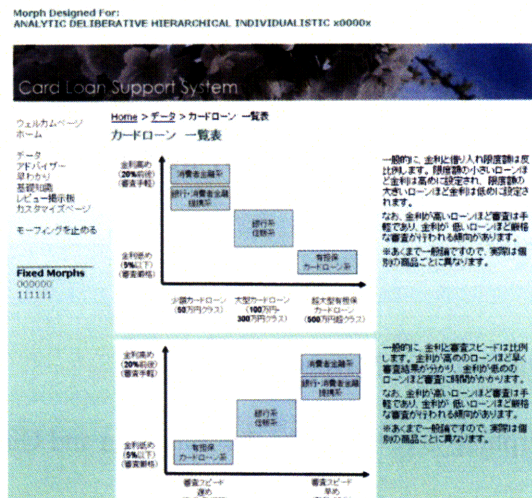 Morph Designed For:
ANALYTIC DELIBERATIVE HIERARCHICAL INDIVIDUALISTIC x0000x
Card Loan Support System
ウェルカムページ
ホーム
データ
アドバイザー
早わかり
基礎知識
レビュー掲示板
カスタマイズページ
モーフィングを止める
Fixed Morphs
000000
111111
Home > データ > カードローン 一覧表
カードローン 一覧表
金利高め
(20%前後)
(審査手軽)
消費者金融系
銀行・消費者金融
提携系
銀行系
信販系
有担保
カードローン系
金利低め
(5%以下)
(審査厳格)
少額カードローン
(50万円クラス)
大型カードローン
(100万円-
300万円クラス)
超大型有担保
カードローン
(500万円超クラス)
一般的に、金利と借り入れ限度額は反
比例します。限度額の小さいローンほ
ど金利は高めに設定され、限度額の
大きいローンほど金利は低めに設定さ
れます。
なお、金利が高いローンほど審査は手
軽であり、金利が 低いローンほど厳格
な審査が行われる傾向があります。
※あくまで一般論ですので、実際は個
別の商品ごとに異なります。
金利高め
(20%前後)
(審査手軽)
消費者金融系
銀行・消費者金融
提携系
銀行系
信販系
有担保
カードローン系
金利低め
(5%以下)
(審査厳格)
審査スピード
遅め
審査スピード
早め
一般的に、金利と審査スピードは比例
します。金利が高めのローンほど早く
審査結果が分かり、金利が低めの
ローンほど審査に時間がかかります。
なお、金利が高いローンほど審査は手
軽であり、金利が 低いローンほど厳格
な審査が行われる傾向があります。
※あくまで一般論ですので、実際は個
別の商品ごとに異なります。